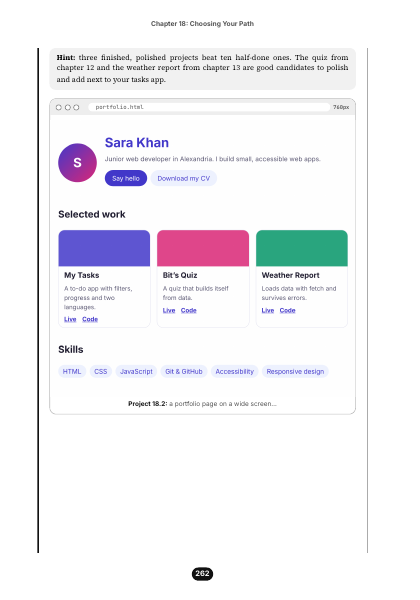 Chapter 18: Choosing Your Path
Hint: three finished, polished projects beat ten half-done ones. The quiz from
chapter 12 and the weather report from chapter 13 are good candidates to polish
and add next to your tasks app.
portfolio.html
760px
S
Sara Khan
Junior web developer in Alexandria. I build small, accessible web apps.
Say hello
Download my CV
Selected work
My Tasks
A to-do app with filters,
progress and two
languages.
Live Code
Bit's Quiz
A quiz that builds itself
from data.
Live Code
Weather Report
Loads data with fetch and
survives errors.
Live Code
Skills
HTML CSS JavaScript Git & GitHub Accessibility Responsive design
Project 18.2: a portfolio page on a wide screen...
262